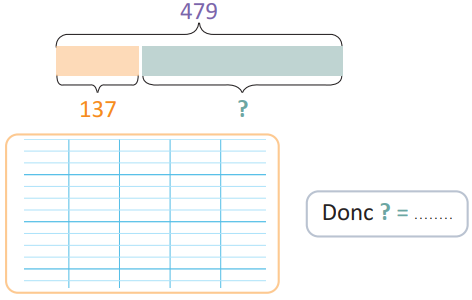 479
137 ?
Donc ? = ........